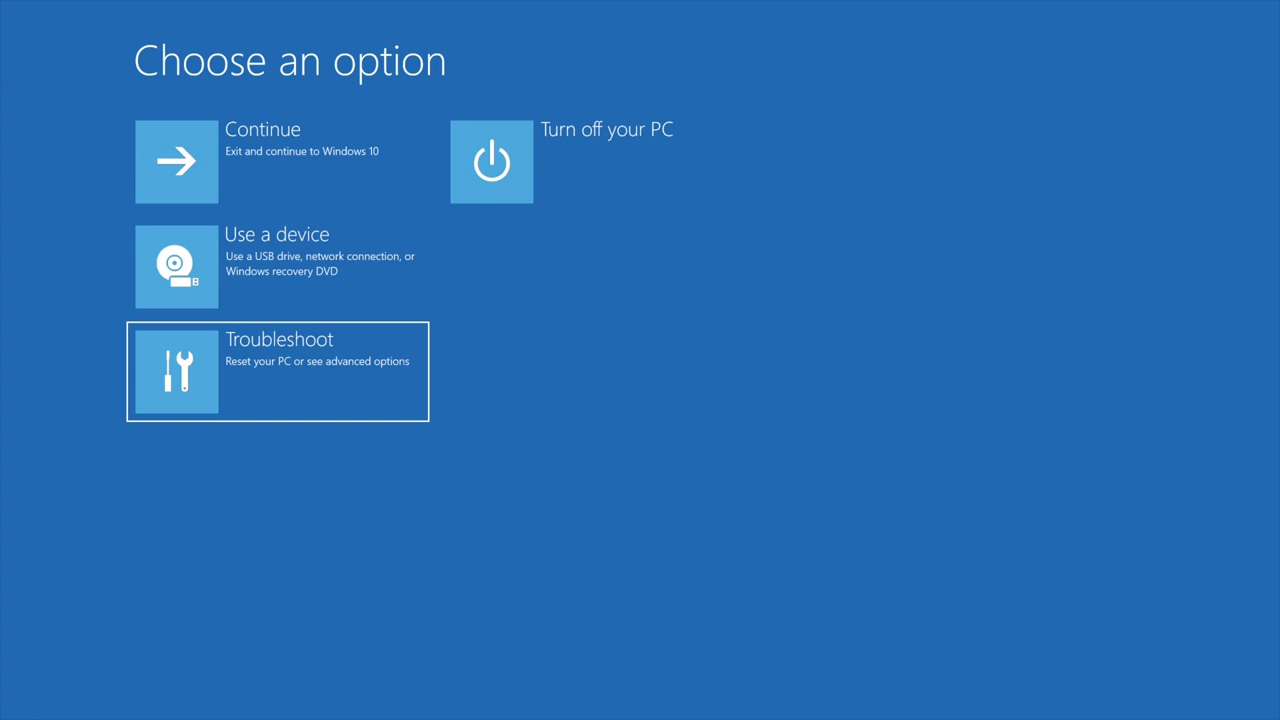 Choose an option
Continue
Exit and continue to Windows 10
Turn off your PC
Use a device
Use a USB drive, network connection, or
Windows recovery DVD
Troubleshoot
Reset your PC or see advanced options